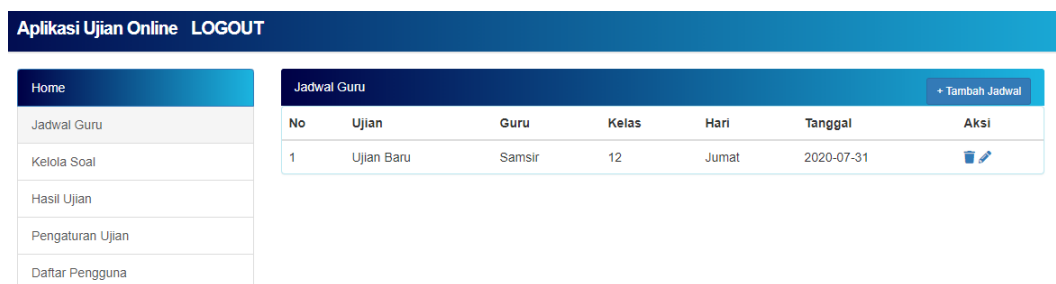 Aplikasi Ujian Online LOGOUT
Home
Jadwal Guru
Kelola Soal
Hasil Ujian
Pengaturan Ujian
Daftar Pengguna
Jadwal Guru + Tambah Jadwal
No Ujian Guru Kelas Hari Tanggal Aksi
1 Ujian Baru Samsir 12 Jumat 2020-07-31